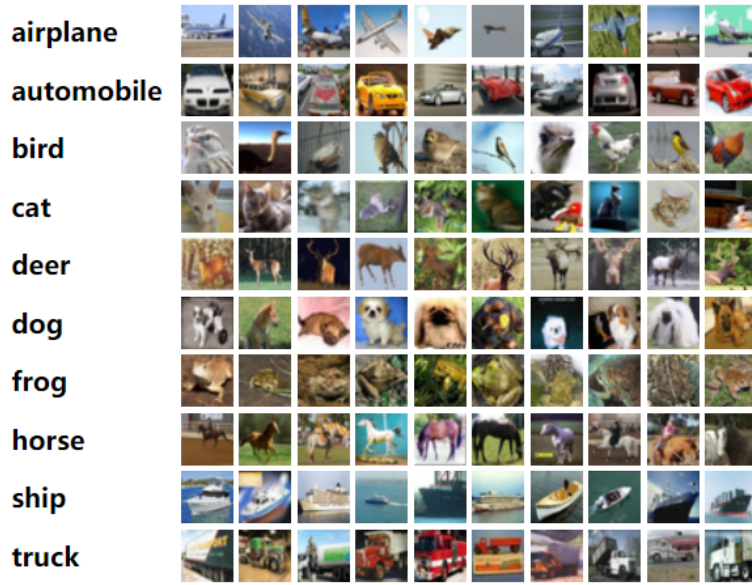 airplane
automobile
bird
cat
deer
dog
frog
horse
ship
truck